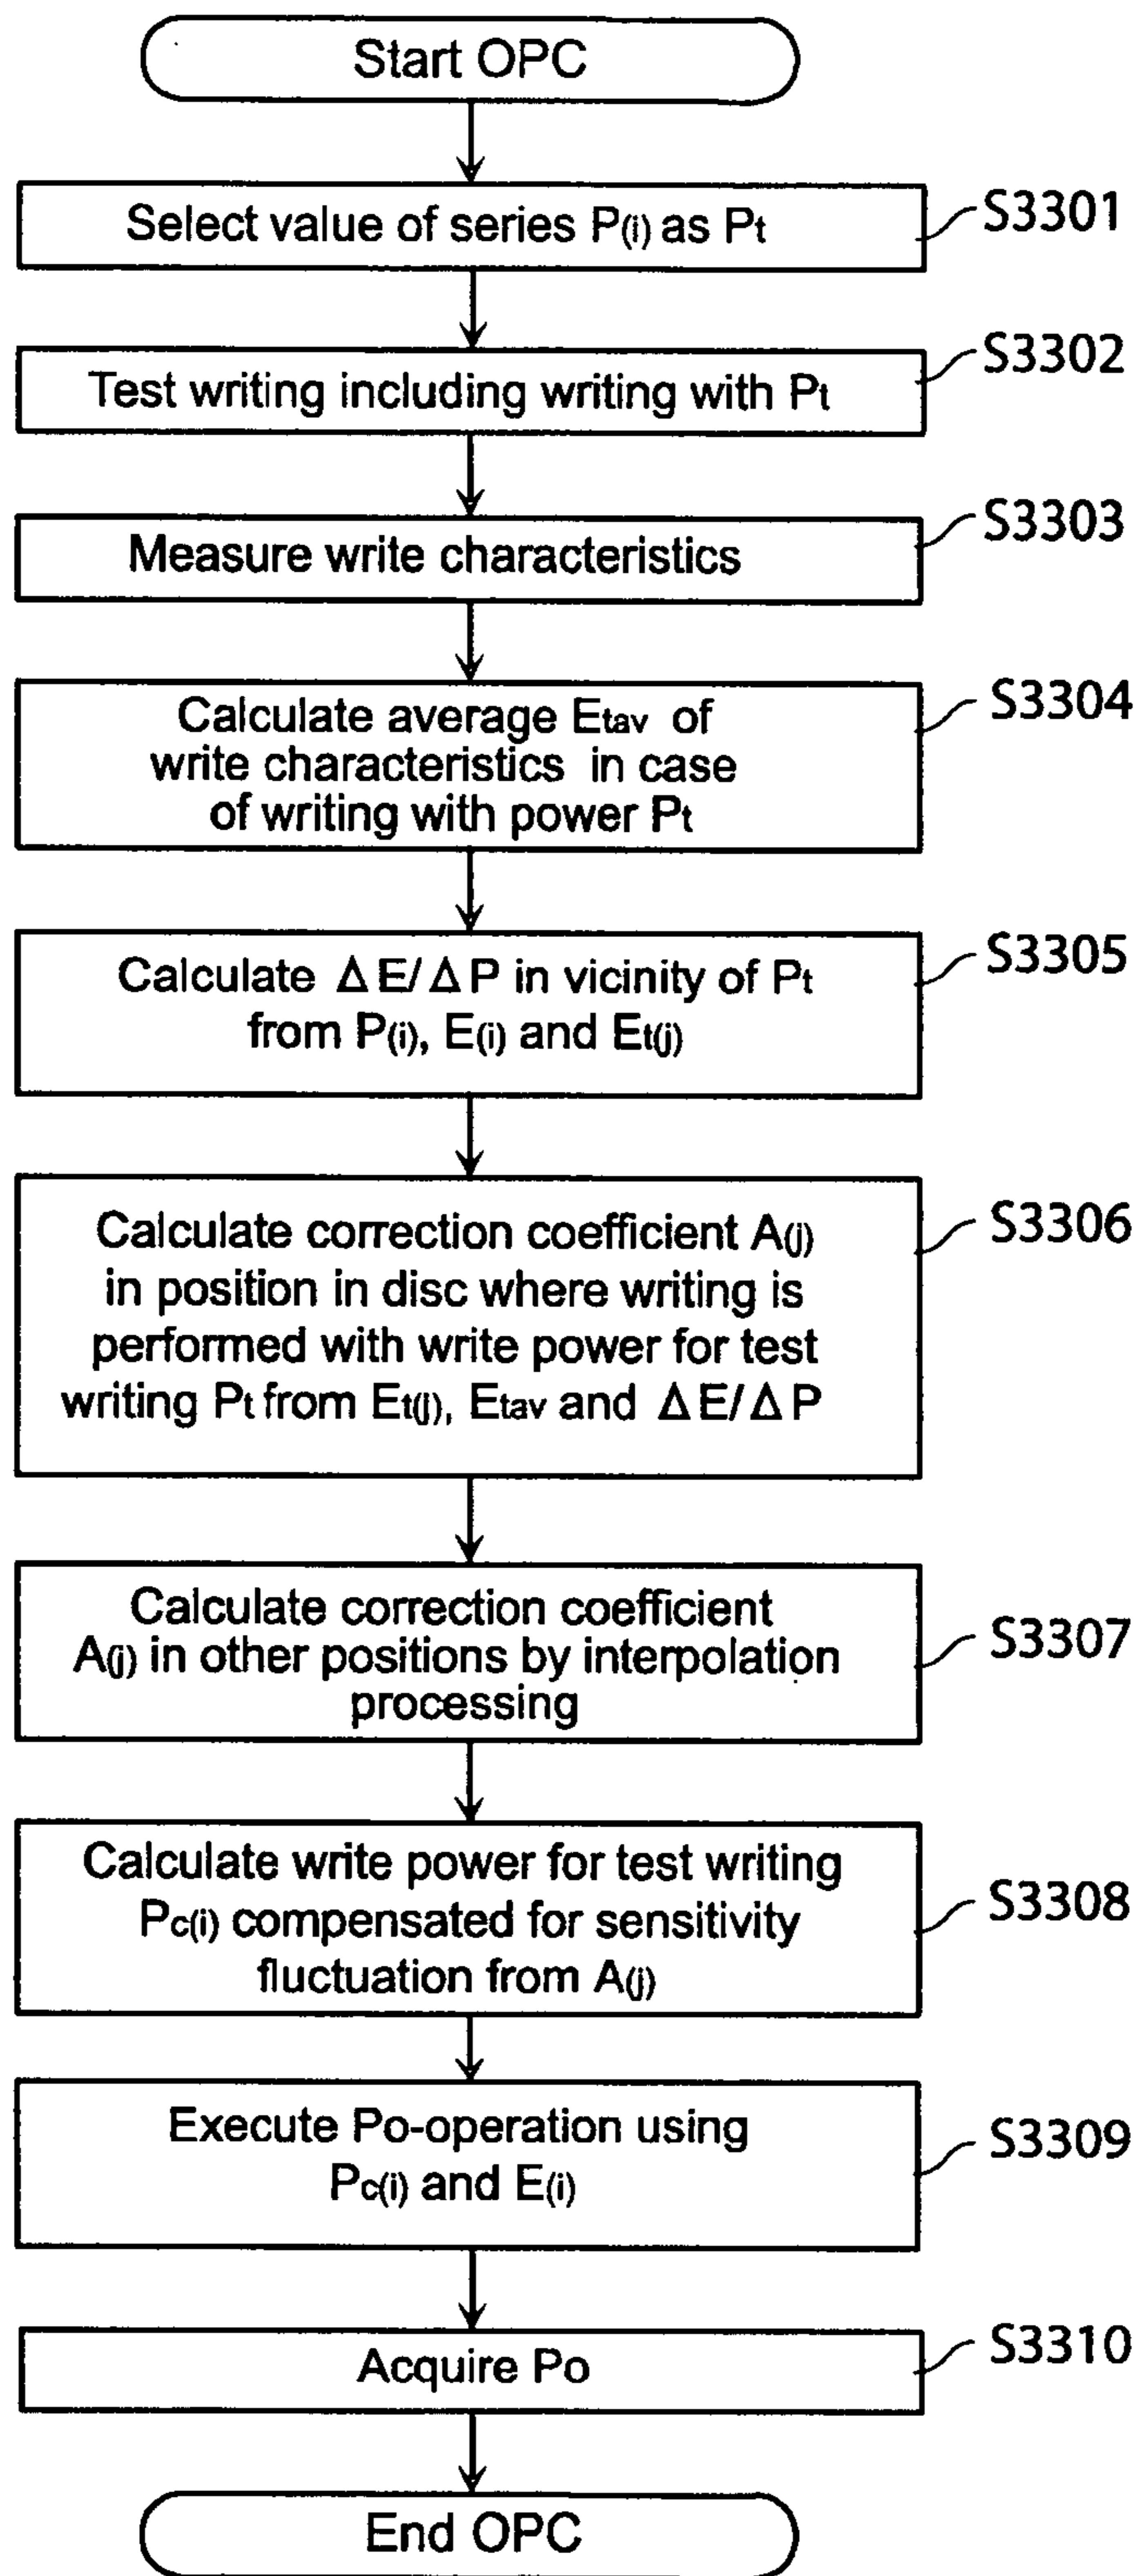 Start OPC
Select value of series P(i) as Pt
S3301
Test writing including writing with Pt
S3302
Measure write characteristics
S3303
Calculate average Etav of
write characteristics in case
of writing with power Pt
S3304
Calculate ΔE/ΔP in vicinity of Pt
from P(i), E(i) and Et(j)
S3305
Calculate correction coefficient A(j)
in position in disc where writing is
performed with write power for test
writing Pt from Et(j), Etav and ΔE/ΔP
S3306
Calculate correction coefficient
A(j) in other positions by interpolation
processing
S3307
Calculate write power for test writing
Pc(i) compensated for sensitivity
fluctuation from A(j)
S3308
Execute Po-operation using
Pc(i) and E(i)
S3309
Acquire Po
S3310
End OPC